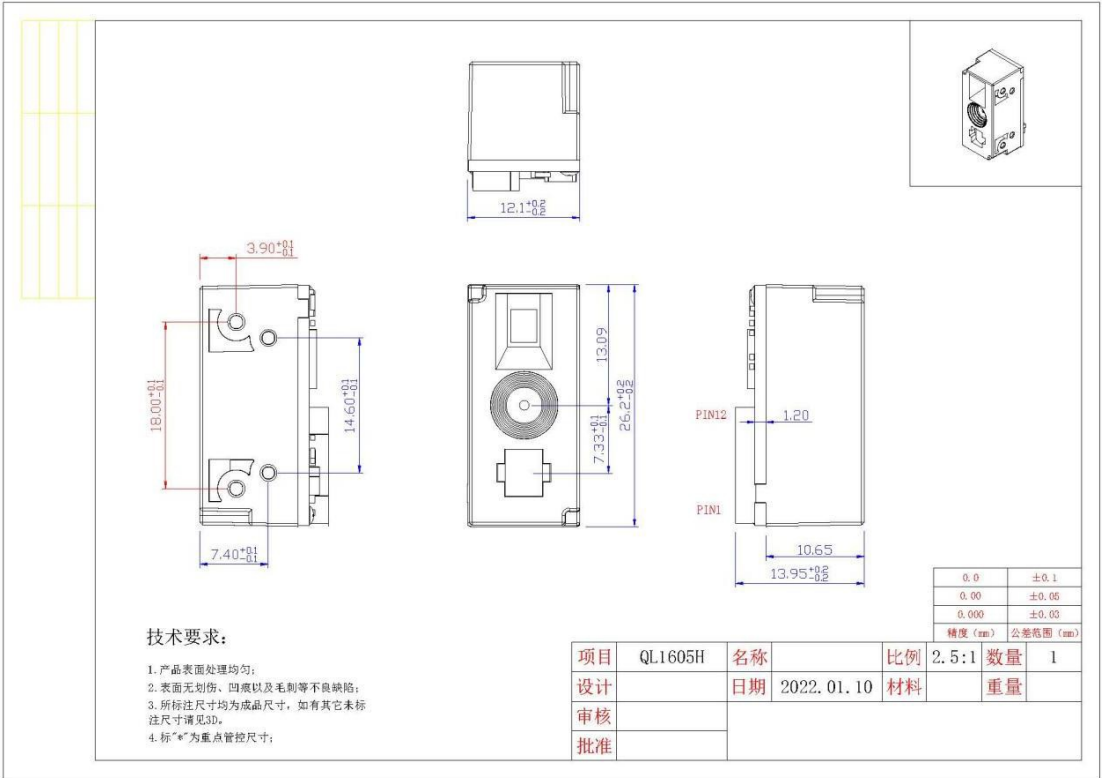 12.1+0.2-0.2
3.90+0.1-0.1
18.00+0.1-0.1
14.60+0.1-0.1
7.40+0.1-0.1
13.09
26.2+0.2-0.2
7.33+0.1-0.1
PIN12
1.20
PIN1
10.65
13.95+0.2-0.2
0.0 ±0.1
0.00 ±0.05
0.000 ±0.03
精度（mm） 公差范围（mm）
技术要求：
1.产品表面处理均匀；
2.表面无划伤、凹痕以及毛刺等不良缺陷；
3.所标注尺寸均为成品尺寸，如有其它未标
注尺寸请见3D。
4.标"*"为重点管控尺寸；
项目 QL1605H 名称 比例 2.5:1 数量 1
设计 日期 2022.01.10 材料 重量
审核
批准